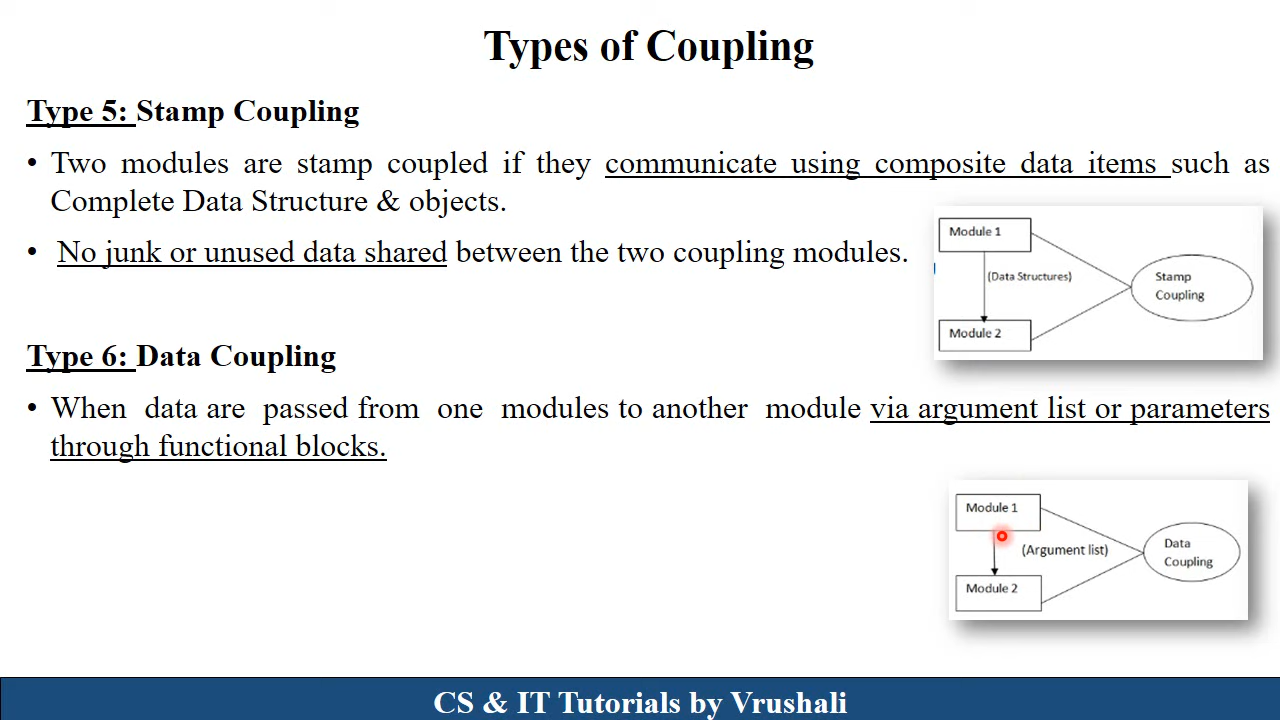 Types of Coupling
Type 5: Stamp Coupling
• Two modules are stamp coupled if they communicate using composite data items such as
Complete Data Structure & objects.
• No junk or unused data shared between the two coupling modules.
Module 1
(Data Structures)
Stamp
Coupling
Module 2
Type 6: Data Coupling
• When data are passed from one modules to another module via argument list or parameters
through functional blocks.
Module 1
(Argument list)
Data
Coupling
Module 2
CS & IT Tutorials by Vrushali